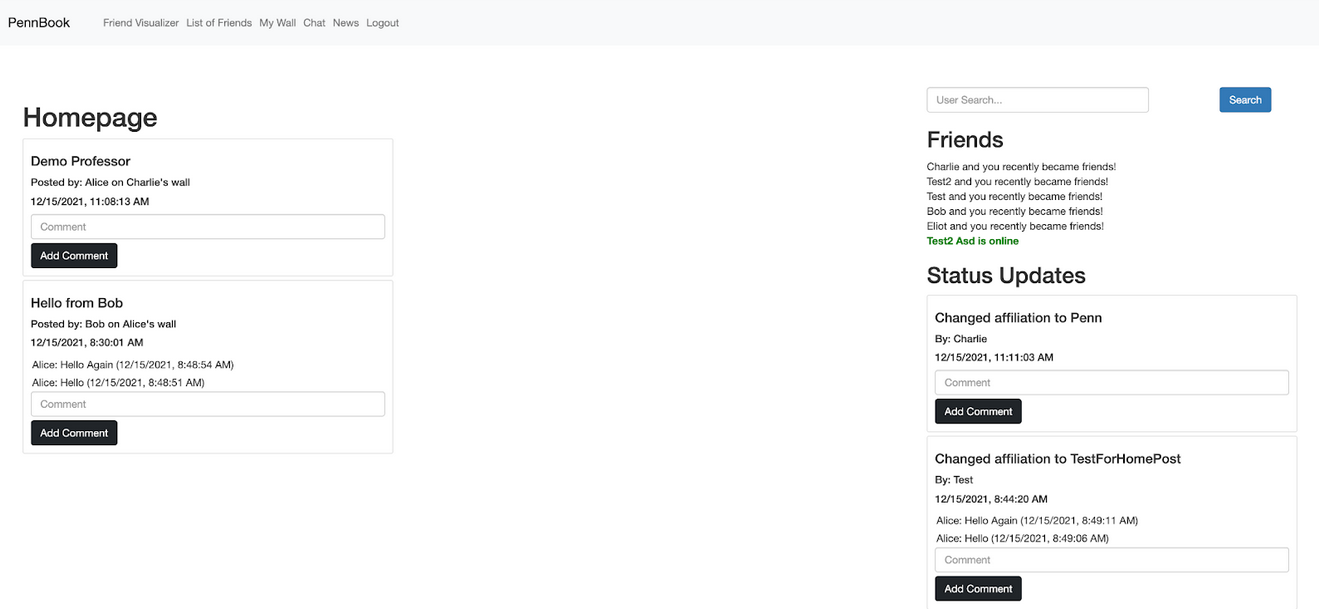 PennBook Friend Visualizer List of Friends My Wall Chat News Logout
Homepage
Demo Professor
Posted by: Alice on Charlie's wall
12/15/2021, 11:08:13 AM
Comment
Add Comment
Hello from Bob
Posted by: Bob on Alice's wall
12/15/2021, 8:30:01 AM
Alice: Hello Again (12/15/2021, 8:48:54 AM)
Alice: Hello (12/15/2021, 8:48:51 AM)
Comment
Add Comment
User Search... Search
Friends
Charlie and you recently became friends!
Test2 and you recently became friends!
Test and you recently became friends!
Bob and you recently became friends!
Eliot and you recently became friends!
Test2 Asd is online
Status Updates
Changed affiliation to Penn
By: Charlie
12/15/2021, 11:11:03 AM
Comment
Add Comment
Changed affiliation to TestForHomePost
By: Test
12/15/2021, 8:44:20 AM
Alice: Hello Again (12/15/2021, 8:49:11 AM)
Alice: Hello (12/15/2021, 8:49:06 AM)
Comment
Add Comment